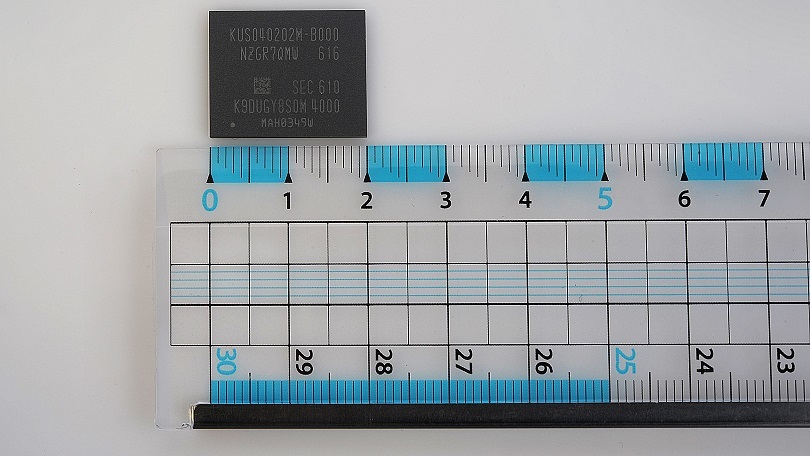 KUS040202M-B000
NZGR7QMW 616
SEC 610
K9DUGY8S0M 4000
MAH0349W
0 1 2 3 4 5 6 7
30 29 28 27 26 25 24 23